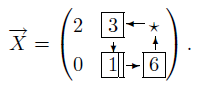 X⃗ = ( 2 3 ← ⋆
0 1 → 6 ) .